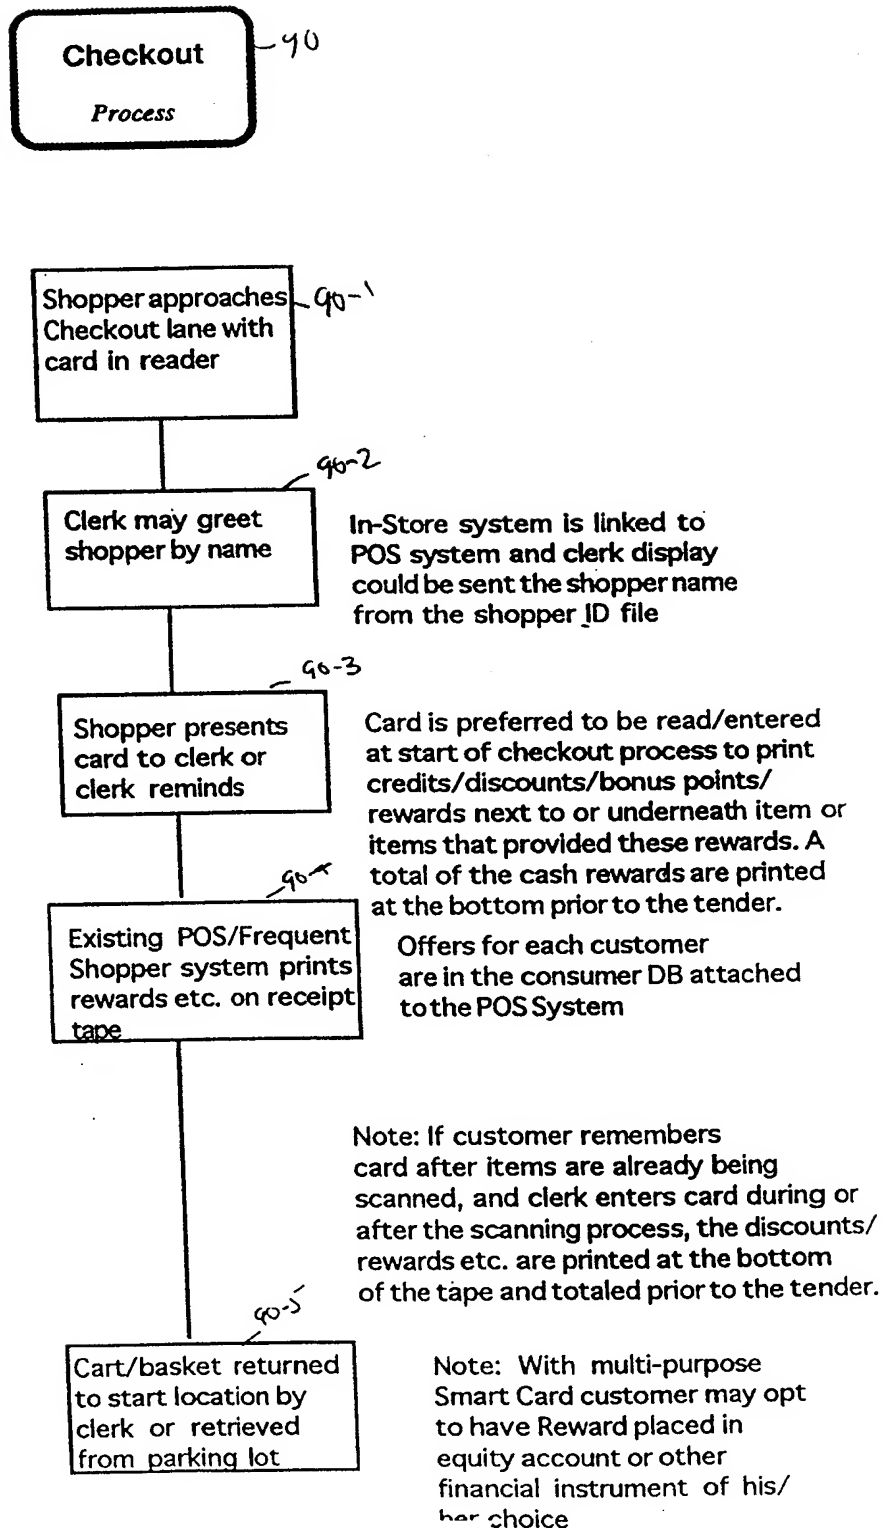 Checkout
90
Process
Shopper approaches
Checkout lane with
card in reader
90-1
90-2
Clerk may greet
shopper by name
In-Store system is linked to
POS system and clerk display
could be sent the shopper name
from the shopper ID file
90-3
Shopper presents
card to clerk or
clerk reminds
Card is preferred to be read/entered
at start of checkout process to print
credits/discounts/bonus points/
rewards next to or underneath item or
items that provided these rewards. A
total of the cash rewards are printed
at the bottom prior to the tender.
90-4
Existing POS/Frequent
Shopper system prints
rewards etc. on receipt
tape
Offers for each customer
are in the consumer DB attached
to the POS System
Note: If customer remembers
card after items are already being
scanned, and clerk enters card during or
after the scanning process, the discounts/
rewards etc. are printed at the bottom
of the tape and totaled prior to the tender.
90-5
Cart/basket returned
to start location by
clerk or retrieved
from parking lot
Note: With multi-purpose
Smart Card customer may opt
to have Reward placed in
equity account or other
financial instrument of his/
her choice